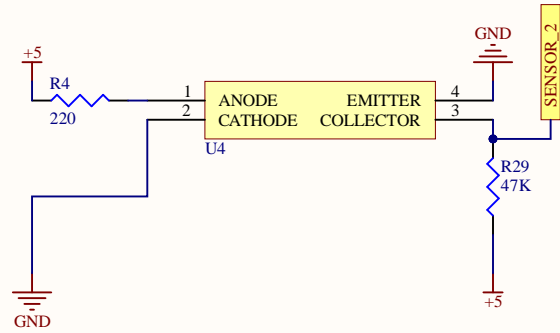 +5
R4
220
1
2
ANODE
CATHODE
EMITTER
COLLECTOR
4
3
U4
GND
SENSOR_2
R29
47K
+5
GND